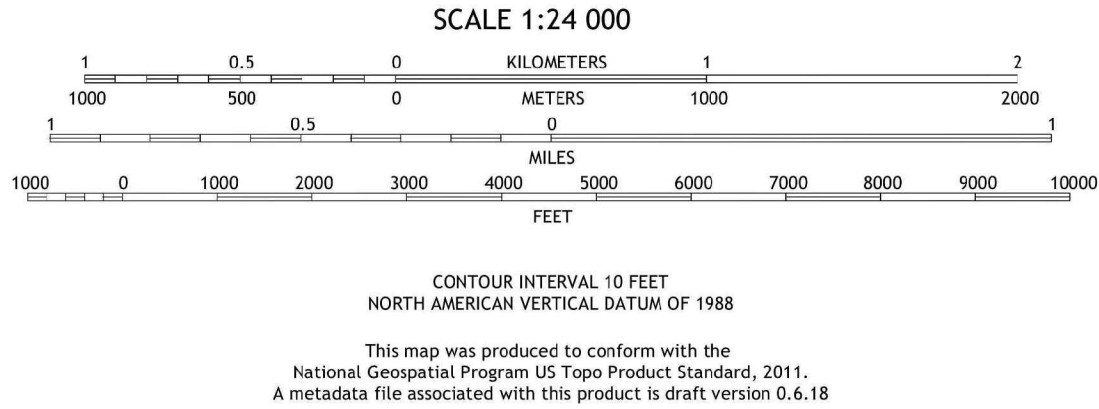 SCALE 1:24 000
1 0.5 0 KILOMETERS 1 2
1000 500 0 METERS 1000 2000
1 0.5 0 1
MILES
1000 0 1000 2000 3000 4000 5000 6000 7000 8000 9000 10000
FEET
CONTOUR INTERVAL 10 FEET
NORTH AMERICAN VERTICAL DATUM OF 1988
This map was produced to conform with the
National Geospatial Program US Topo Product Standard, 2011.
A metadata file associated with this product is draft version 0.6.18